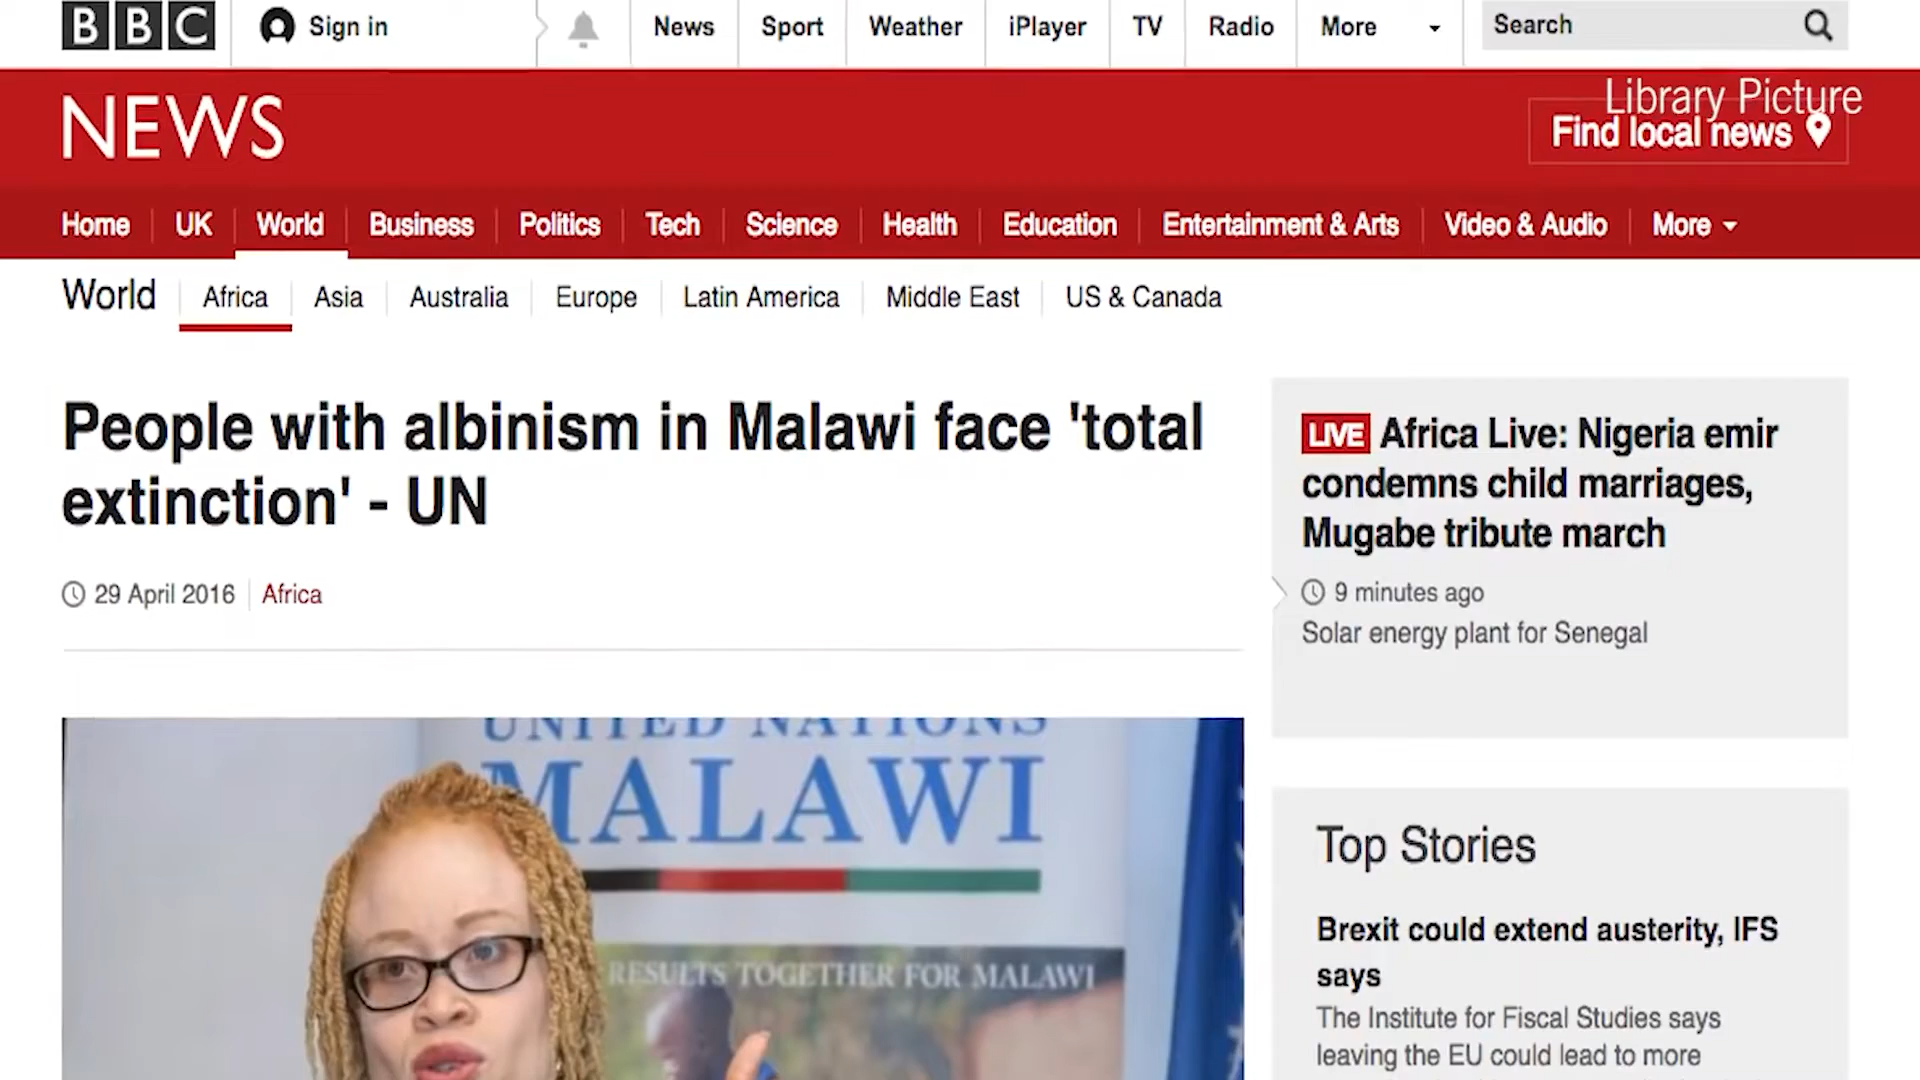 BBC
Sign in
News
Sport
Weather
iPlayer
TV
Radio
More
Search
NEWS
Library Picture
Find local news
Home
UK
World
Business
Politics
Tech
Science
Health
Education
Entertainment & Arts
Video & Audio
More
World
Africa
Asia
Australia
Europe
Latin America
Middle East
US & Canada
People with albinism in Malawi face 'total
extinction' - UN
29 April 2016
Africa
UNITED NATIONS
MALAWI
RESULTS TOGETHER FOR MALAWI
LIVE Africa Live: Nigeria emir
condemns child marriages,
Mugabe tribute march
9 minutes ago
Solar energy plant for Senegal
Top Stories
Brexit could extend austerity, IFS
says
The Institute for Fiscal Studies says
leaving the EU could lead to more